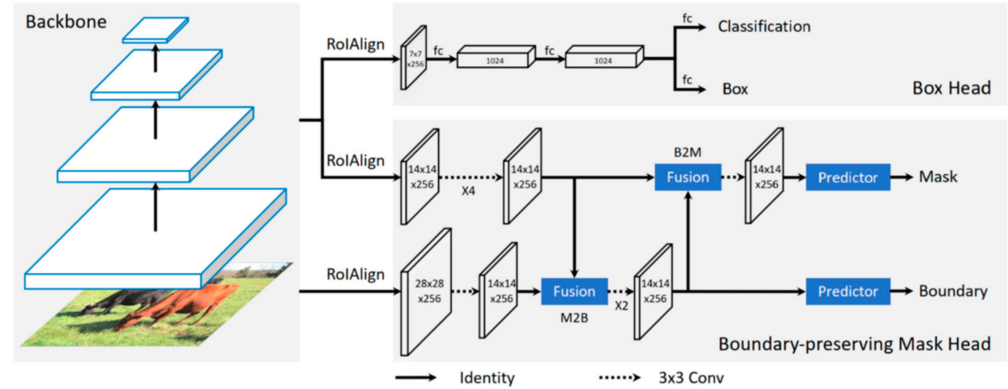 Backbone
RoIAlign
7x7
x256
fc
1024
fc
1024
fc
Classification
fc
Box
Box Head
RoIAlign
14x14
x256
X4
14x14
x256
B2M
Fusion
14x14
x256
Predictor
Mask
RoIAlign
28x28
x256
14x14
x256
Fusion
M2B
X2
14x14
x256
Predictor
Boundary
Boundary-preserving Mask Head
Identity
3x3 Conv